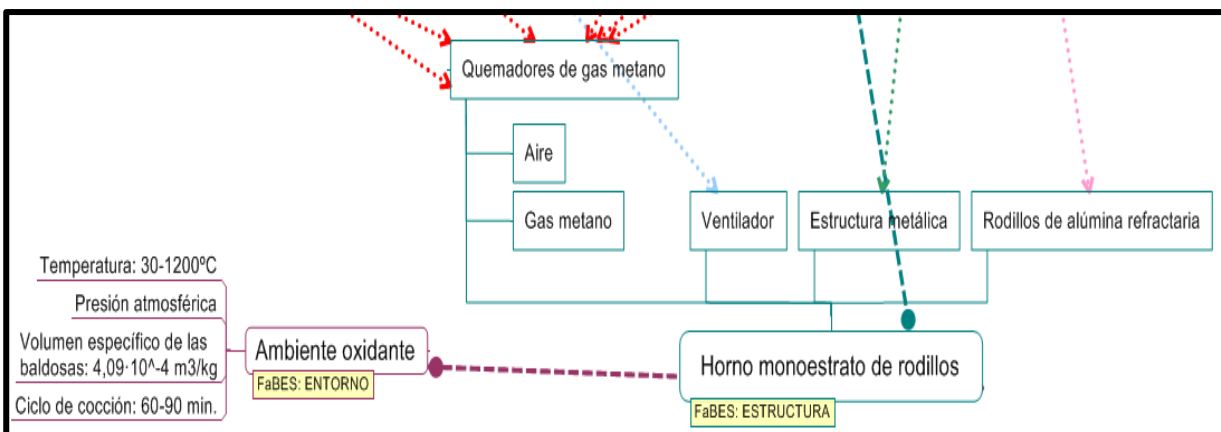 Quemadores de gas metano
Aire
Gas metano
Ventilador
Estructura metálica
Rodillos de alúmina refractaria
Temperatura: 30-1200ºC
Presión atmosférica
Volumen específico de las
baldosas: 4,09·10^-4 m3/kg
Ciclo de cocción: 60-90 min.
Ambiente oxidante
FaBES: ENTORNO
Horno monoestrato de rodillos
FaBES: ESTRUCTURA